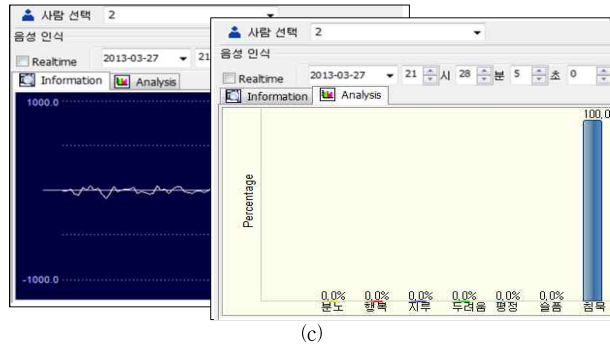 사람 선택 2
음성 인식
Realtime 2013-03-27 21
Information Analysis
1000.0
-1000.0
사람 선택 2
음성 인식
Realtime 2013-03-27 21 시 28 분 5 초 0
Information Analysis
100.0
Percentage
0.0% 0.0% 0.0% 0.0% 0.0% 0.0%
분노 행복 지루 두려움 평정 슬픔 침묵
(c)